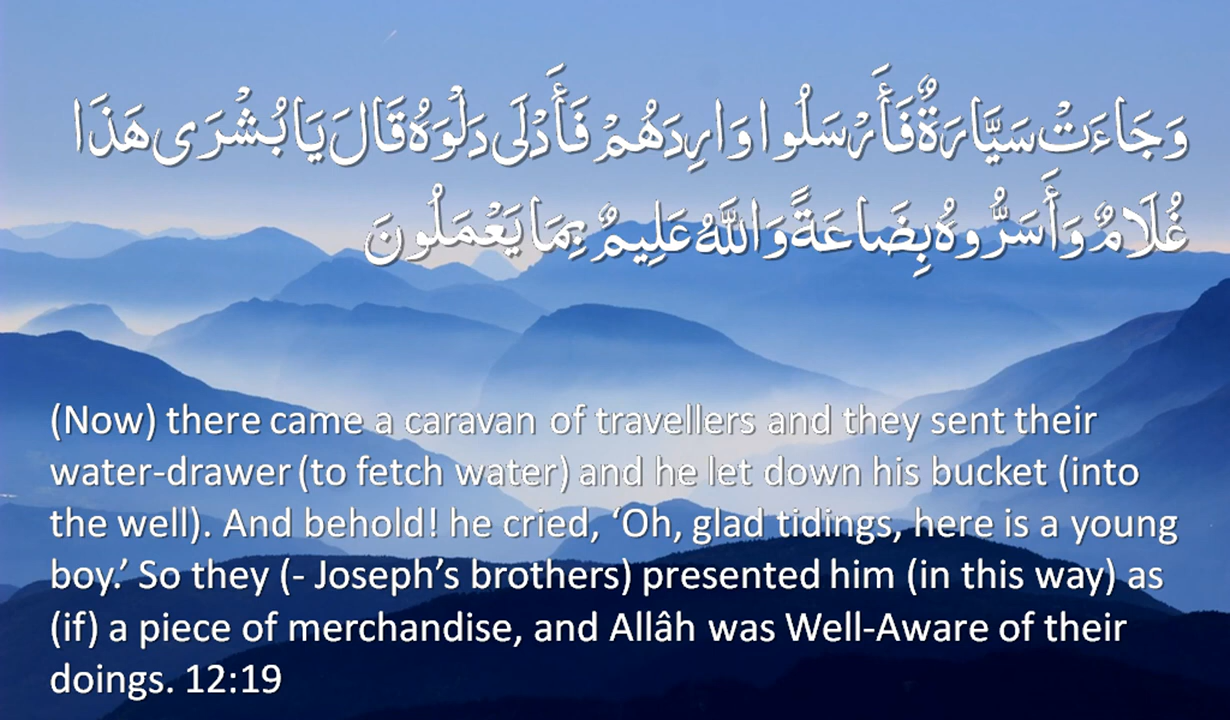 وَجَاءَتْ سَيَّارَةٌ فَأَرْسَلُوا وَارِدَهُمْ فَأَدْلَى دَلْوَهُ قَالَ يَا بُشْرَى هَذَا
غُلَامٌ وَأَسَرُّوهُ بِضَاعَةً وَاللَّهُ عَلِيمٌ بِمَا يَعْمَلُونَ
(Now) there came a caravan of travellers and they sent their
water-drawer (to fetch water) and he let down his bucket (into
the well). And behold! he cried, ‘Oh, glad tidings, here is a young
boy.’ So they (- Joseph’s brothers) presented him (in this way) as
(if) a piece of merchandise, and Allâh was Well-Aware of their
doings. 12:19